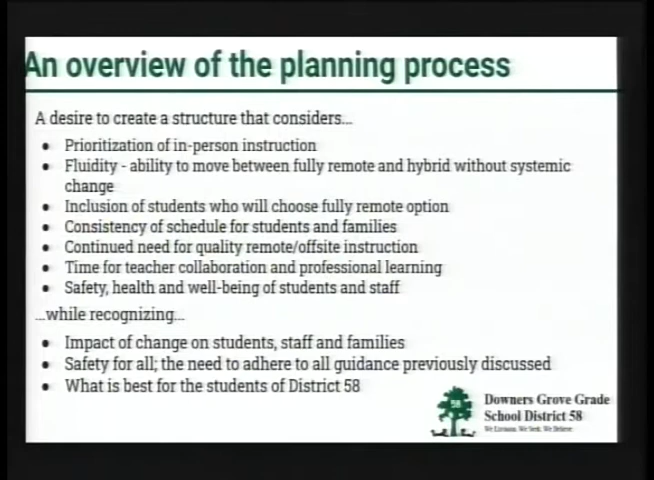 An overview of the planning process
A desire to create a structure that considers...
• Prioritization of in-person instruction
• Fluidity - ability to move between fully remote and hybrid without systemic
change
• Inclusion of students who will choose fully remote option
• Consistency of schedule for students and families
• Continued need for quality remote/offsite instruction
• Time for teacher collaboration and professional learning
• Safety, health and well-being of students and staff
...while recognizing...
• Impact of change on students, staff and families
• Safety for all; the need to adhere to all guidance previously discussed
• What is best for the students of District 58
58
Downers Grove Grade
School District 58
We We We Believe